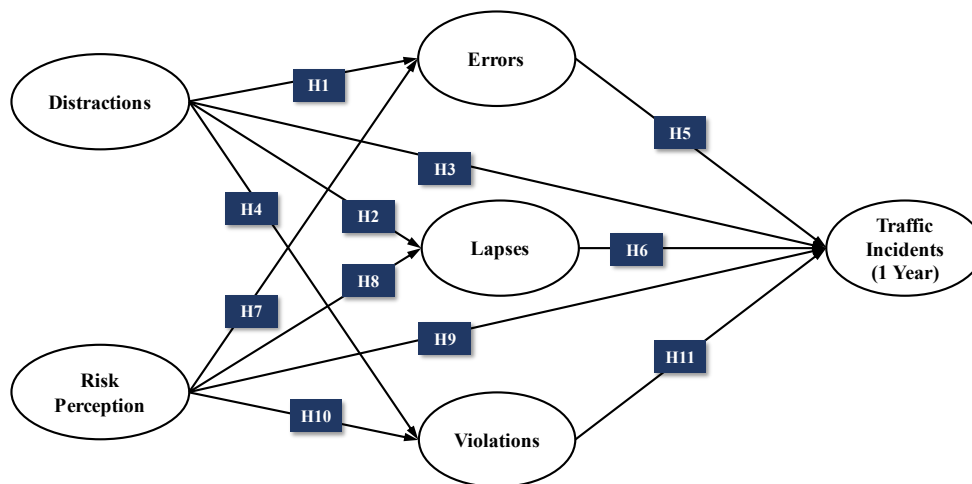 Errors
H1
Distractions
H5
H3
H4
H2
Traffic
Incidents
(1 Year)
Lapses
H6
H8
H7
H9
H11
Risk
Perception
H10
Violations